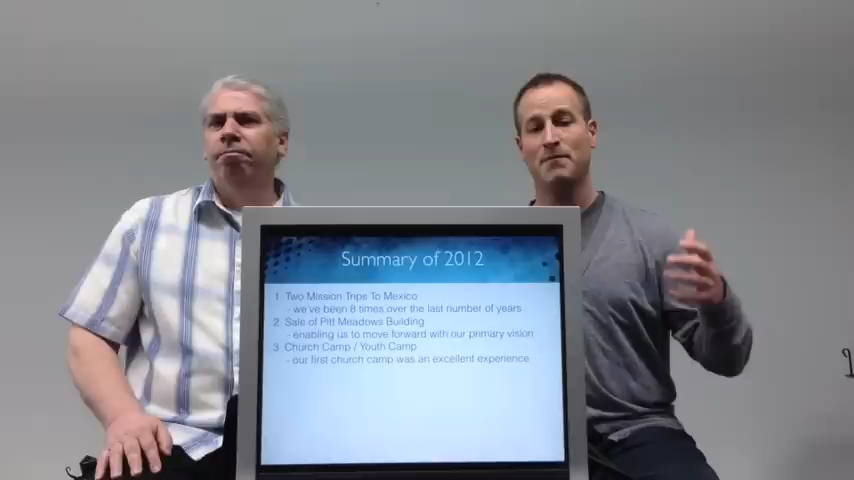 Summary of 2012
1 Two Mission Trips To Mexico
- we've been 8 times over the last number of years
2. Sale of Pitt Meadows Building
- enabling us to move forward with our primary vision
3 Church Camp / Youth Camp
- our first church camp was an excellent experience